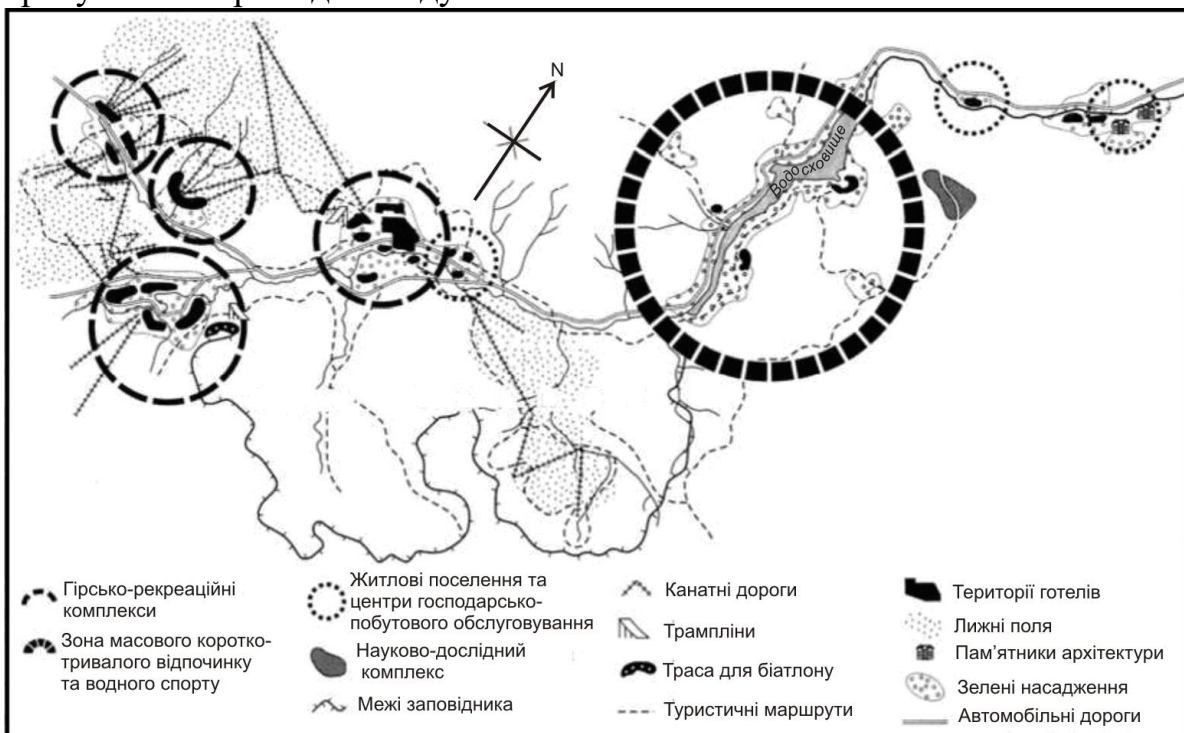 N
Водосховище
Гірсько-рекреаційні
комплекси
Зона масового коротко-
тривалого відпочинку
та водного спорту
Житлові поселення та
центри господарсько-
побутового обслуговування
Науково-дослідний
комплекс
Межі заповідника
Канатні дороги
Трампліни
Траса для біатлону
Туристичні маршрути
Території готелів
Лижні поля
Пам'ятники архітектури
Зелені насадження
Автомобільні дороги